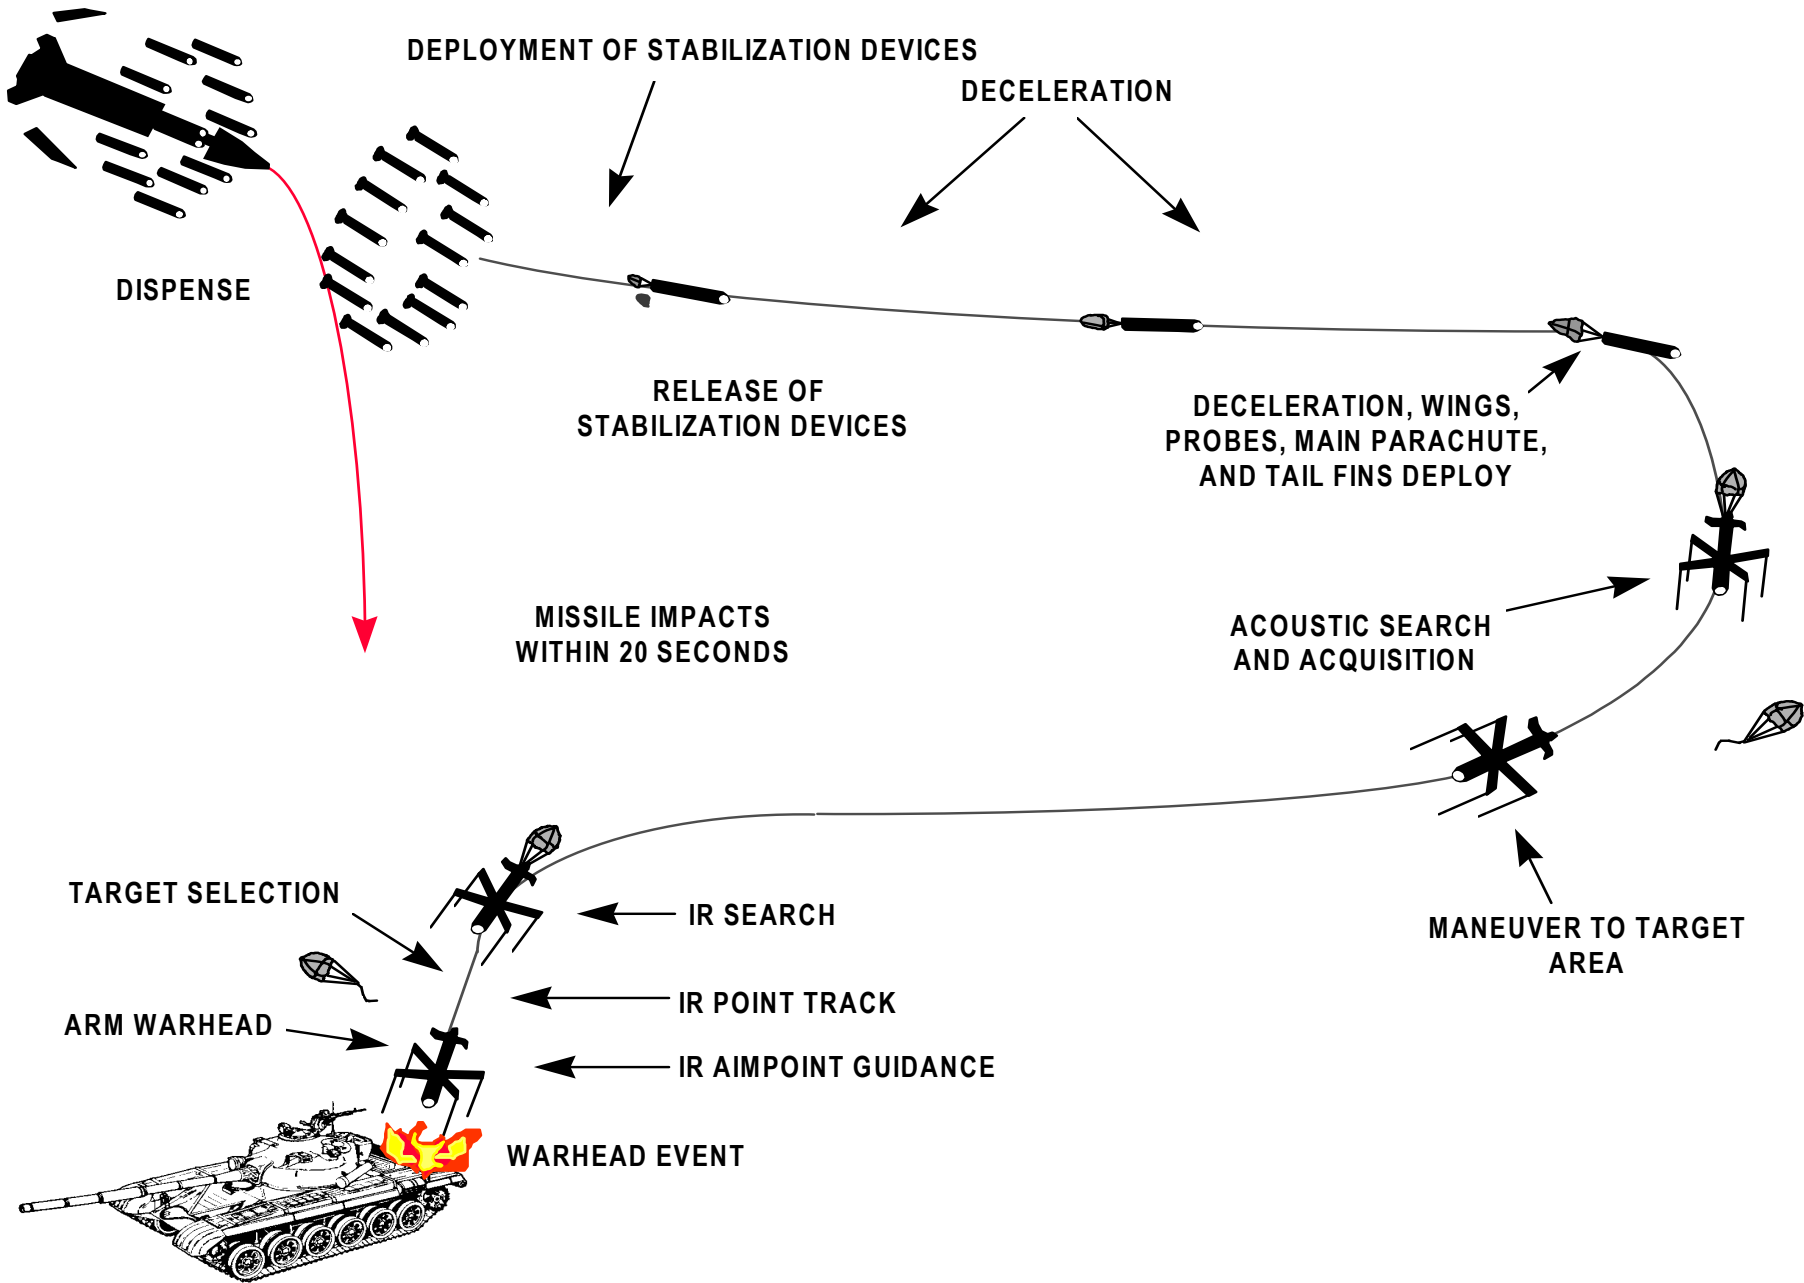 DEPLOYMENT OF STABILIZATION DEVICES
DECELERATION
DISPENSE
RELEASE OF
STABILIZATION DEVICES
DECELERATION, WINGS,
PROBES, MAIN PARACHUTE,
AND TAIL FINS DEPLOY
MISSILE IMPACTS
WITHIN 20 SECONDS
ACOUSTIC SEARCH
AND ACQUISITION
TARGET SELECTION
IR SEARCH
MANEUVER TO TARGET
AREA
IR POINT TRACK
ARM WARHEAD
IR AIMPOINT GUIDANCE
WARHEAD EVENT